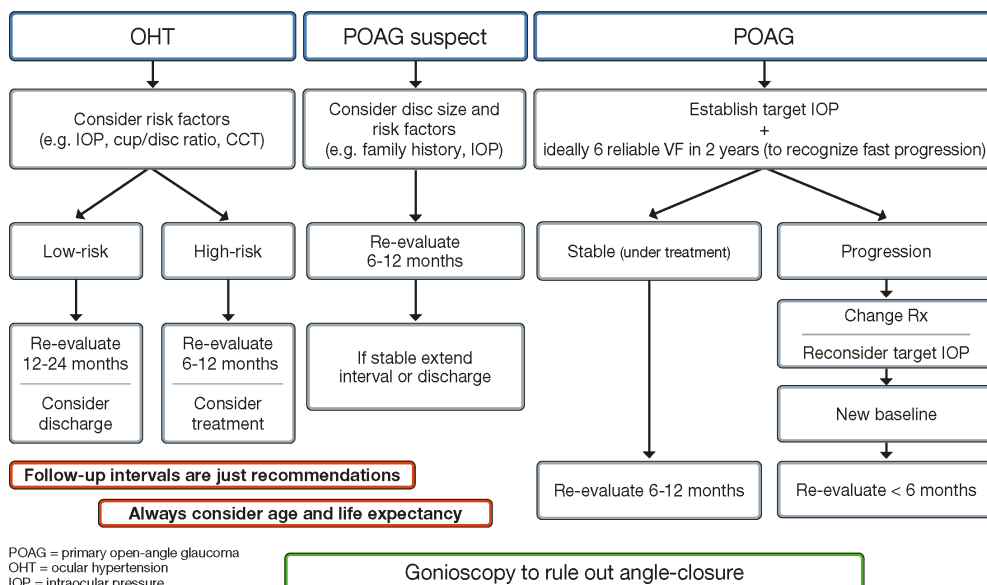 OHT
POAG suspect
POAG
Consider risk factors
(e.g. IOP, cup/disc ratio, CCT)
Consider disc size and
risk factors
(e.g. family history, IOP)
Establish target IOP
+
ideally 6 reliable VF in 2 years (to recognize fast progression)
Low-risk
High-risk
Re-evaluate
6-12 months
Stable (under treatment)
Progression
Re-evaluate
12-24 months
Consider
discharge
Re-evaluate
6-12 months
Consider
treatment
If stable extend
interval or discharge
Change Rx
Reconsider target IOP
New baseline
Re-evaluate 6-12 months
Re-evaluate < 6 months
Follow-up intervals are just recommendations
Always consider age and life expectancy
POAG = primary open-angle glaucoma
OHT = ocular hypertension
IOP = intraocular pressure
Gonioscopy to rule out angle-closure